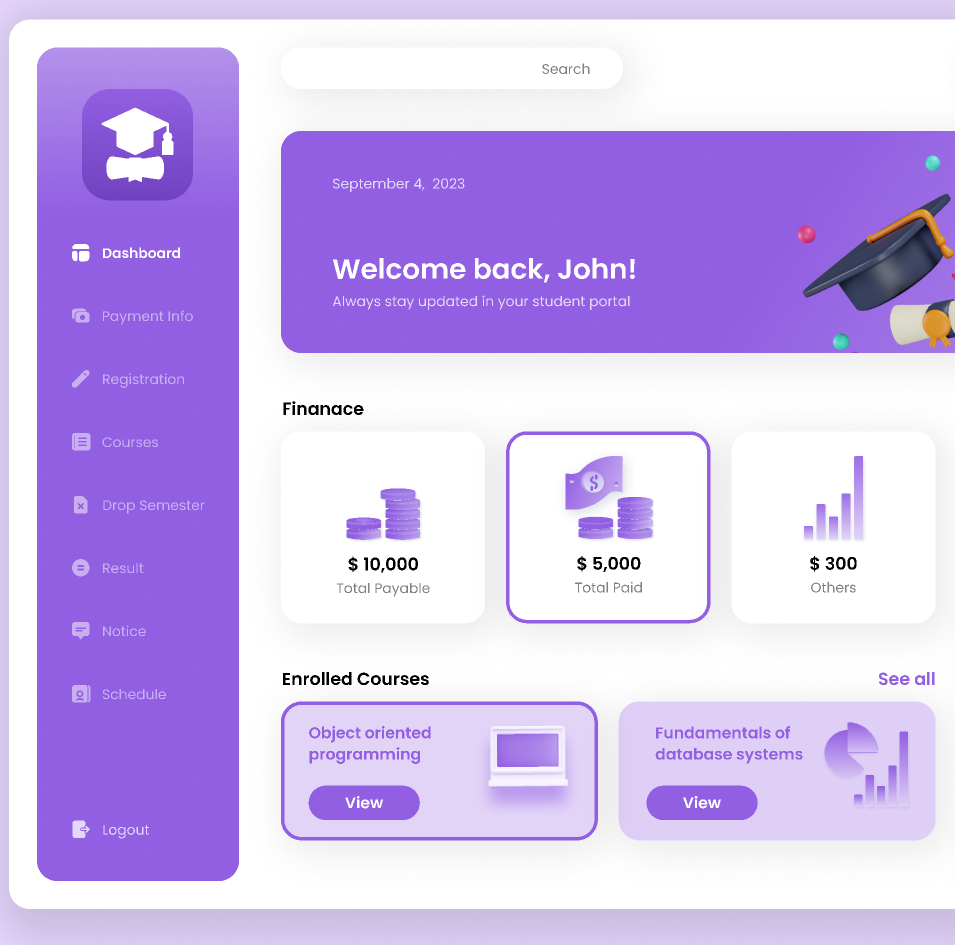 Search
Dashboard
Payment Info
Registration
Courses
Drop Semester
Result
Notice
Schedule
Logout
September 4, 2023
Welcome back, John!
Always stay updated in your student portal
Finanace
$
$ 10,000
Total Payable
$ 5,000
Total Paid
$ 300
Others
Enrolled Courses
See all
Object oriented
programming
View
Fundamentals of
database systems
View